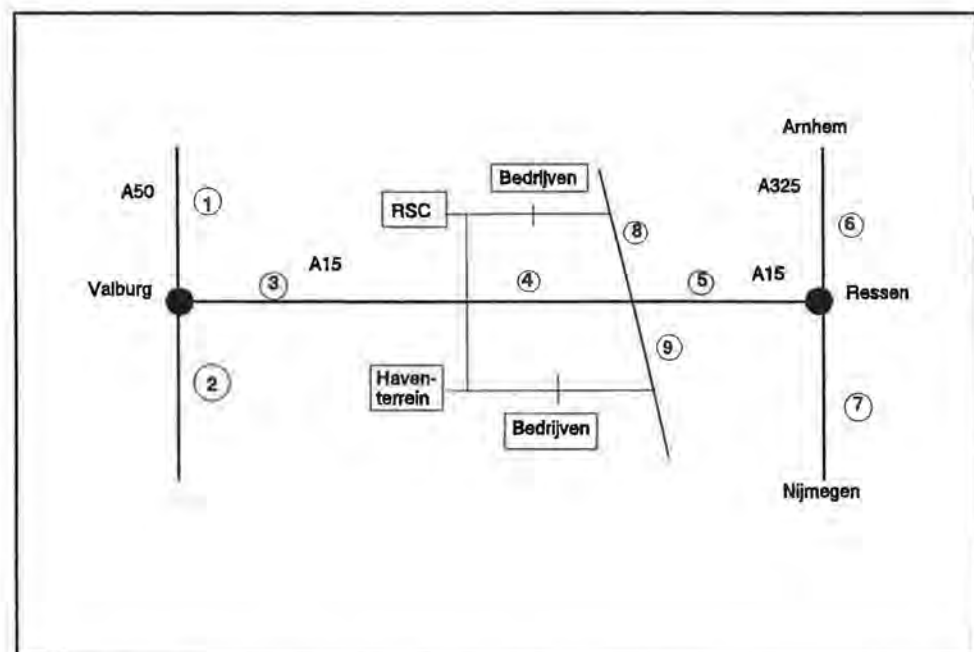 Arnhem
Bedrijven
A50
1
RSC
A325
8
6
A15
Valburg
3
4
5
A15
Ressen
9
2
Haven-
terrein
7
Bedrijven
Nijmegen